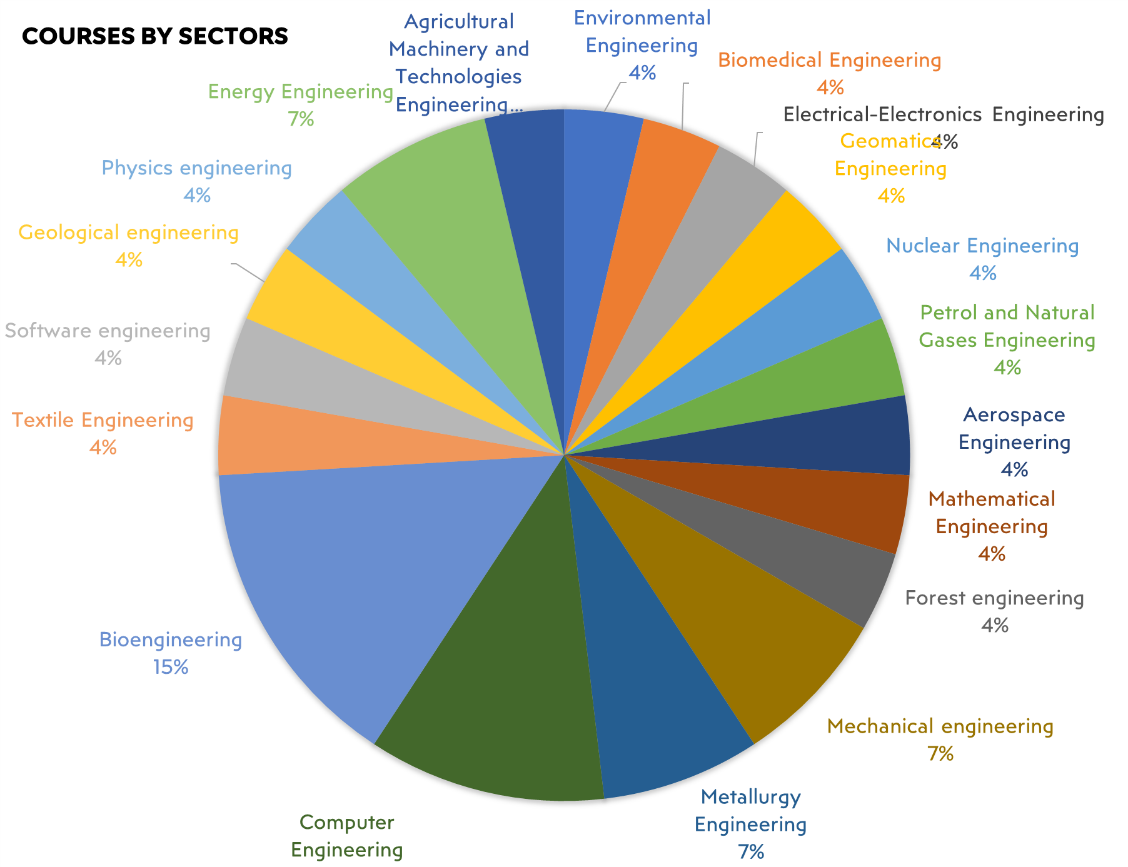 COURSES BY SECTORS
Agricultural
Machinery and
Technologies
Engineering...
Environmental
Engineering
4%
Biomedical Engineering
4%
Electrical-Electronics Engineering
4%
Geomatics
Engineering
4%
Nuclear Engineering
4%
Petrol and Natural
Gases Engineering
4%
Aerospace
Engineering
4%
Mathematical
Engineering
4%
Forest engineering
4%
Mechanical engineering
7%
Metallurgy
Engineering
7%
Computer
Engineering
Bioengineering
15%
Textile Engineering
4%
Software engineering
4%
Geological engineering
4%
Physics engineering
4%
Energy Engineering
7%